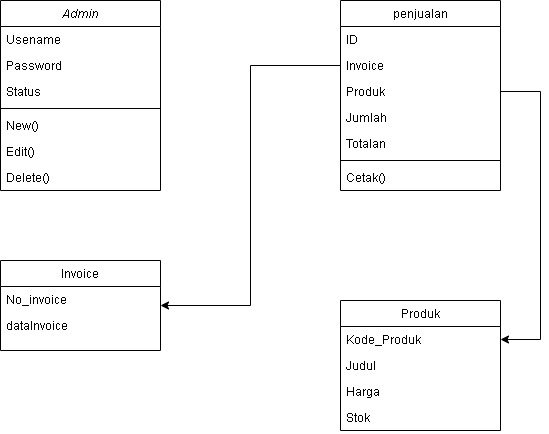 Admin
Usename
Password
Status
New()
Edit()
Delete()
penjualan
ID
Invoice
Produk
Jumlah
Totalan
Cetak()
Invoice
No_invoice
dataInvoice
Produk
Kode_Produk
Judul
Harga
Stok